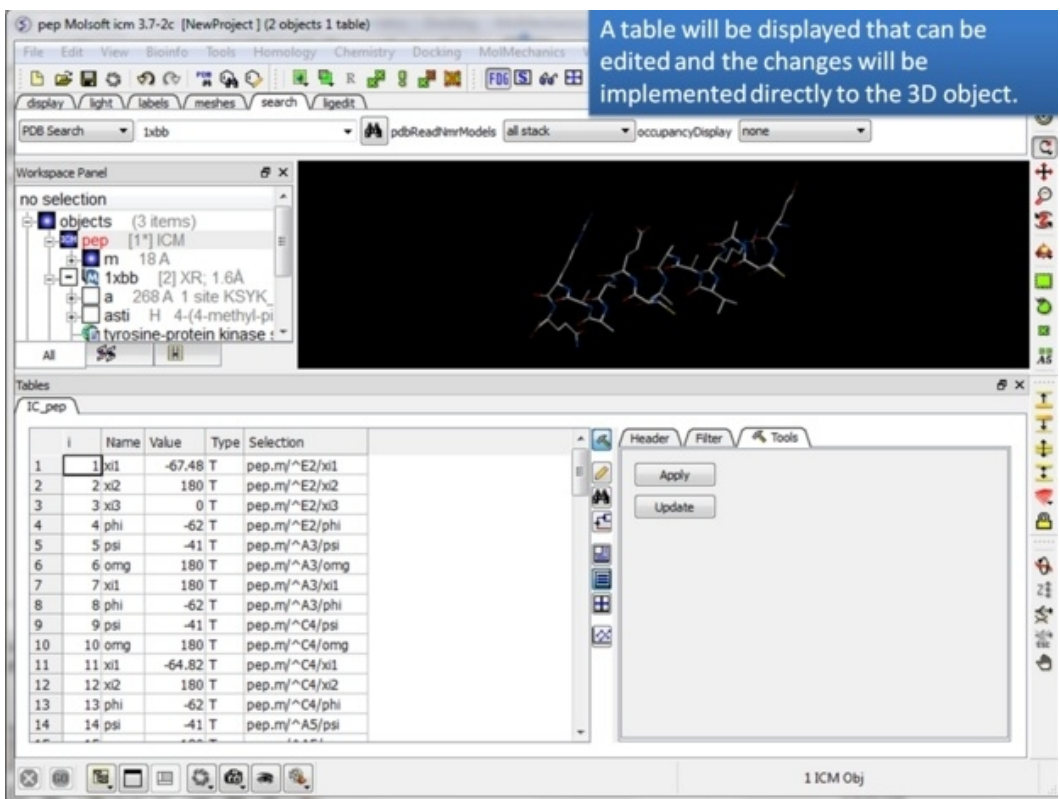 pep Molsoft icm 3.7-2c [NewProject ] (2 objects 1 table)
A table will be displayed that can be
edited and the changes will be
implemented directly to the 3D object.
File Edit View Bioinfo Tools Homology Chemistry Docking MolMechanics
FOG S
display light labels meshes search ligedit
PDB Search 1xbb pdbReadNmrModels all stack occupancyDisplay none
Workspace Panel
no selection
objects (3 items)
pep [1*] ICM
m 18 A
1xbb [2] XR; 1.6Å
a 268 A 1 site KSYK_
asti H 4-(4-methyl-pi
tyrosine-protein kinase
All
Tables
IC_pep
i Name Value Type Selection
1 1 xi1 -67.48 T pep.m/^E2/xi1
2 2 xi2 180 T pep.m/^E2/xi2
3 3 xi3 0 T pep.m/^E2/xi3
4 4 phi -62 T pep.m/^E2/phi
5 5 psi -41 T pep.m/^A3/psi
6 6 omg 180 T pep.m/^A3/omg
7 7 xi1 180 T pep.m/^A3/xi1
8 8 phi -62 T pep.m/^A3/phi
9 9 psi -41 T pep.m/^C4/psi
10 10 omg 180 T pep.m/^C4/omg
11 11 xi1 -64.82 T pep.m/^C4/xi1
12 12 xi2 180 T pep.m/^C4/xi2
13 13 phi -62 T pep.m/^C4/phi
14 14 psi -41 T pep.m/^A5/psi
Header Filter Tools
Apply
Update
1 ICM Obj